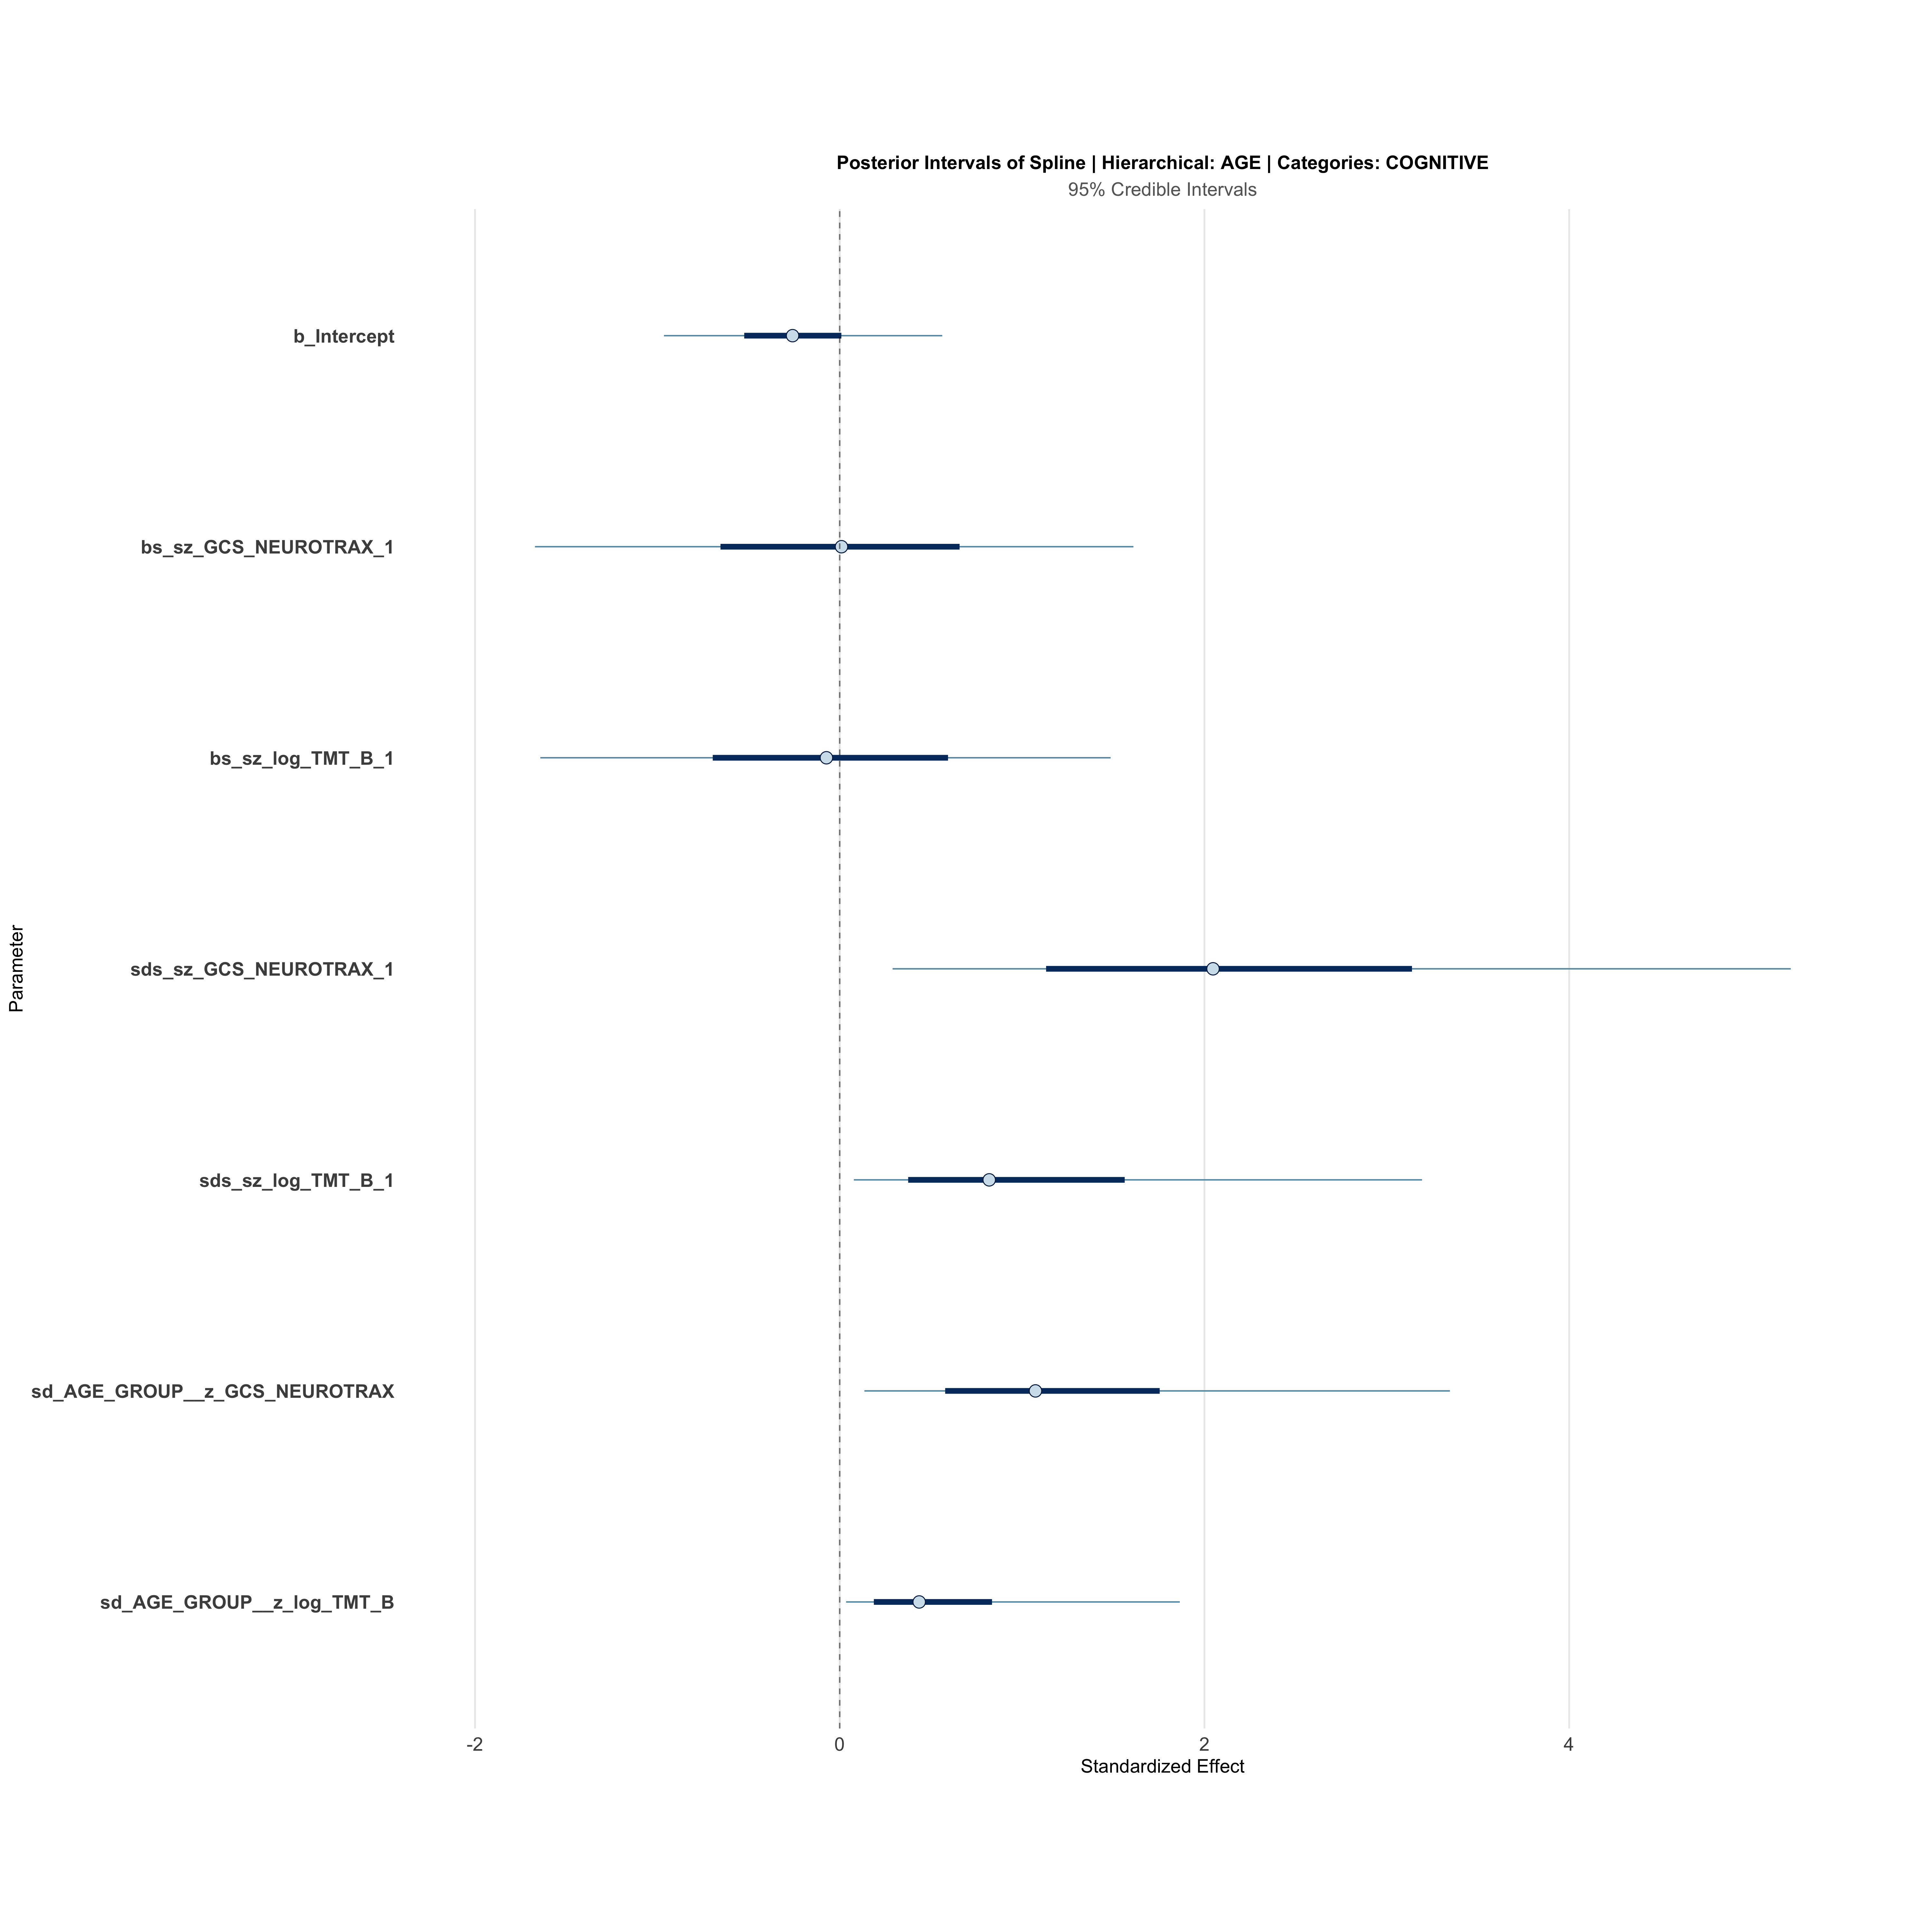 Posterior Intervals of Spline | Hierarchical: AGE | Categories: COGNITIVE
95% Credible Intervals
b_Intercept
bs_sz_GCS_NEUROTRAX_1
bs_sz_log_TMT_B_1
sds_sz_GCS_NEUROTRAX_1
sds_sz_log_TMT_B_1
sd_AGE_GROUP__z_GCS_NEUROTRAX
sd_AGE_GROUP__z_log_TMT_B
Parameter
-2 0 2 4
Standardized Effect